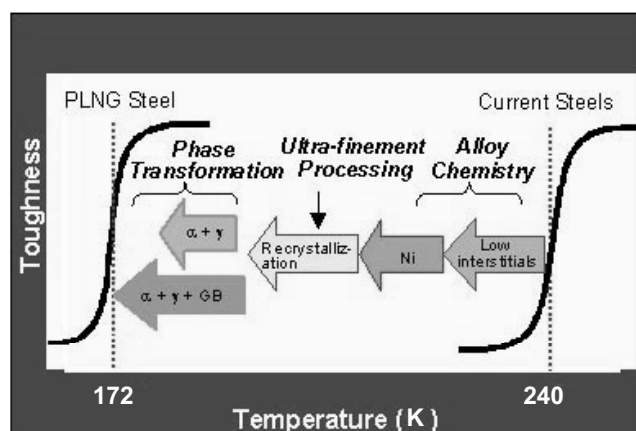 PLNG Steel
Current Steels
Phase
Transformation
Ultra-finement
Processing
Alloy
Chemistry
Toughness
α + γ
Recrystalliz-
ation
Ni
Low
interstitials
α + γ + GB
172
240
Temperature (K)